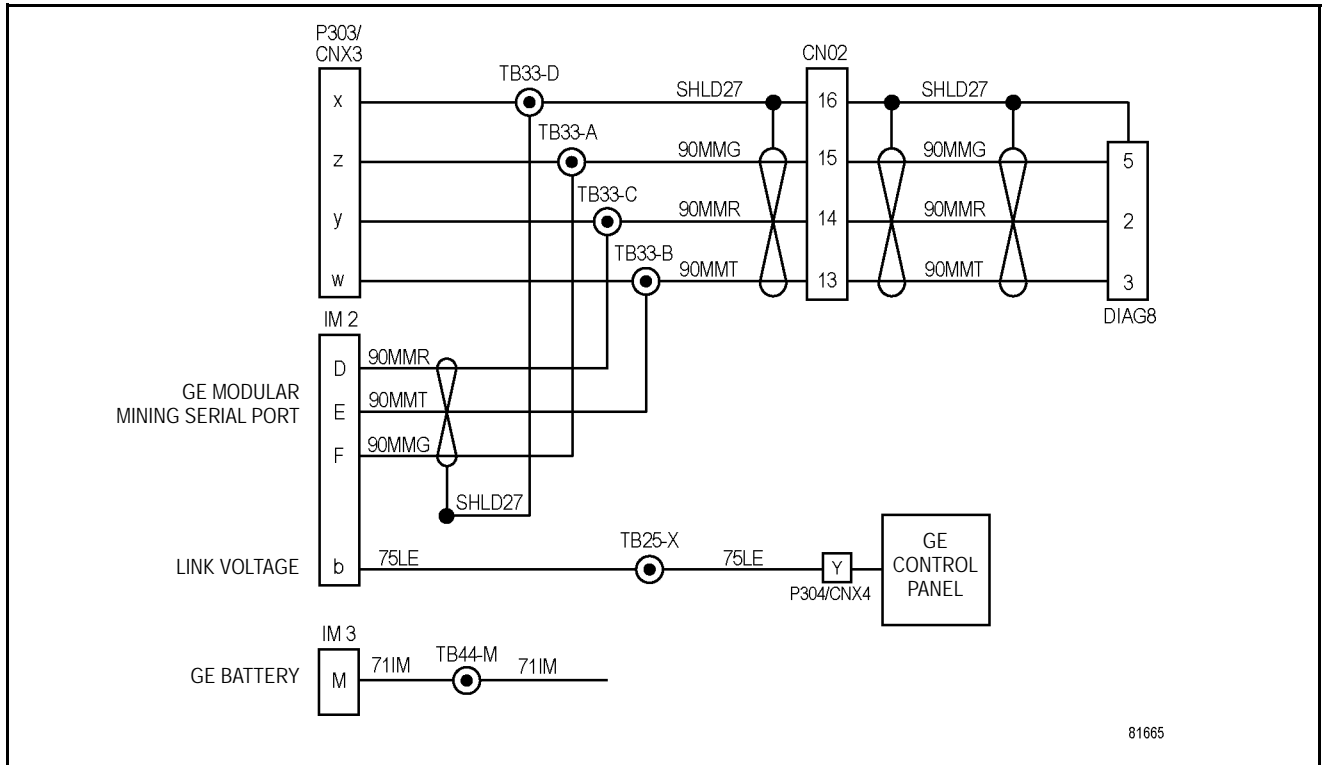 P303/
CNX3
CN02
TB33-D
x
SHLD27
16
SHLD27
TB33-A
z
90MMG
15
90MMG
5
TB33-C
y
90MMR
14
90MMR
2
TB33-B
w
90MMT
13
90MMT
3
DIAG8
IM 2
D
90MMR
GE MODULAR
MINING SERIAL PORT
E
90MMT
F
90MMG
SHLD27
LINK VOLTAGE
b
75LE
TB25-X
75LE
Y
P304/CNX4
GE
CONTROL
PANEL
IM 3
GE BATTERY
M
71IM
TB44-M
71IM
81665